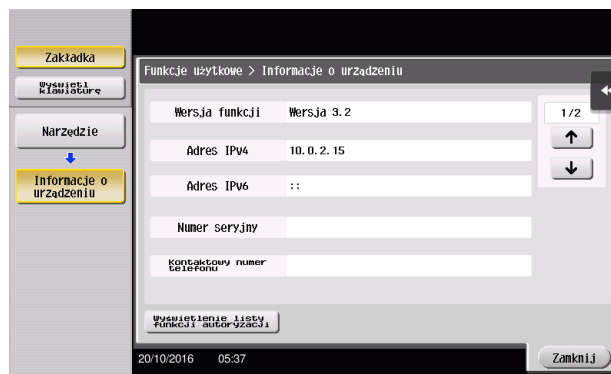 Zakładka
Wyświetl
klawiaturę
Narzędzie
Informacje o
urządzeniu
Funkcje użytkowe > Informacje o urządzeniu
Wersja funkcji Wersja 3.2
1/2
Adres IPv4 10.0.2.15
Adres IPv6 ::
Numer seryjny
Kontaktowy numer
telefonu
Wyświetlenie listy
funkcji autoryzacji
20/10/2016 05:37
Zamknij